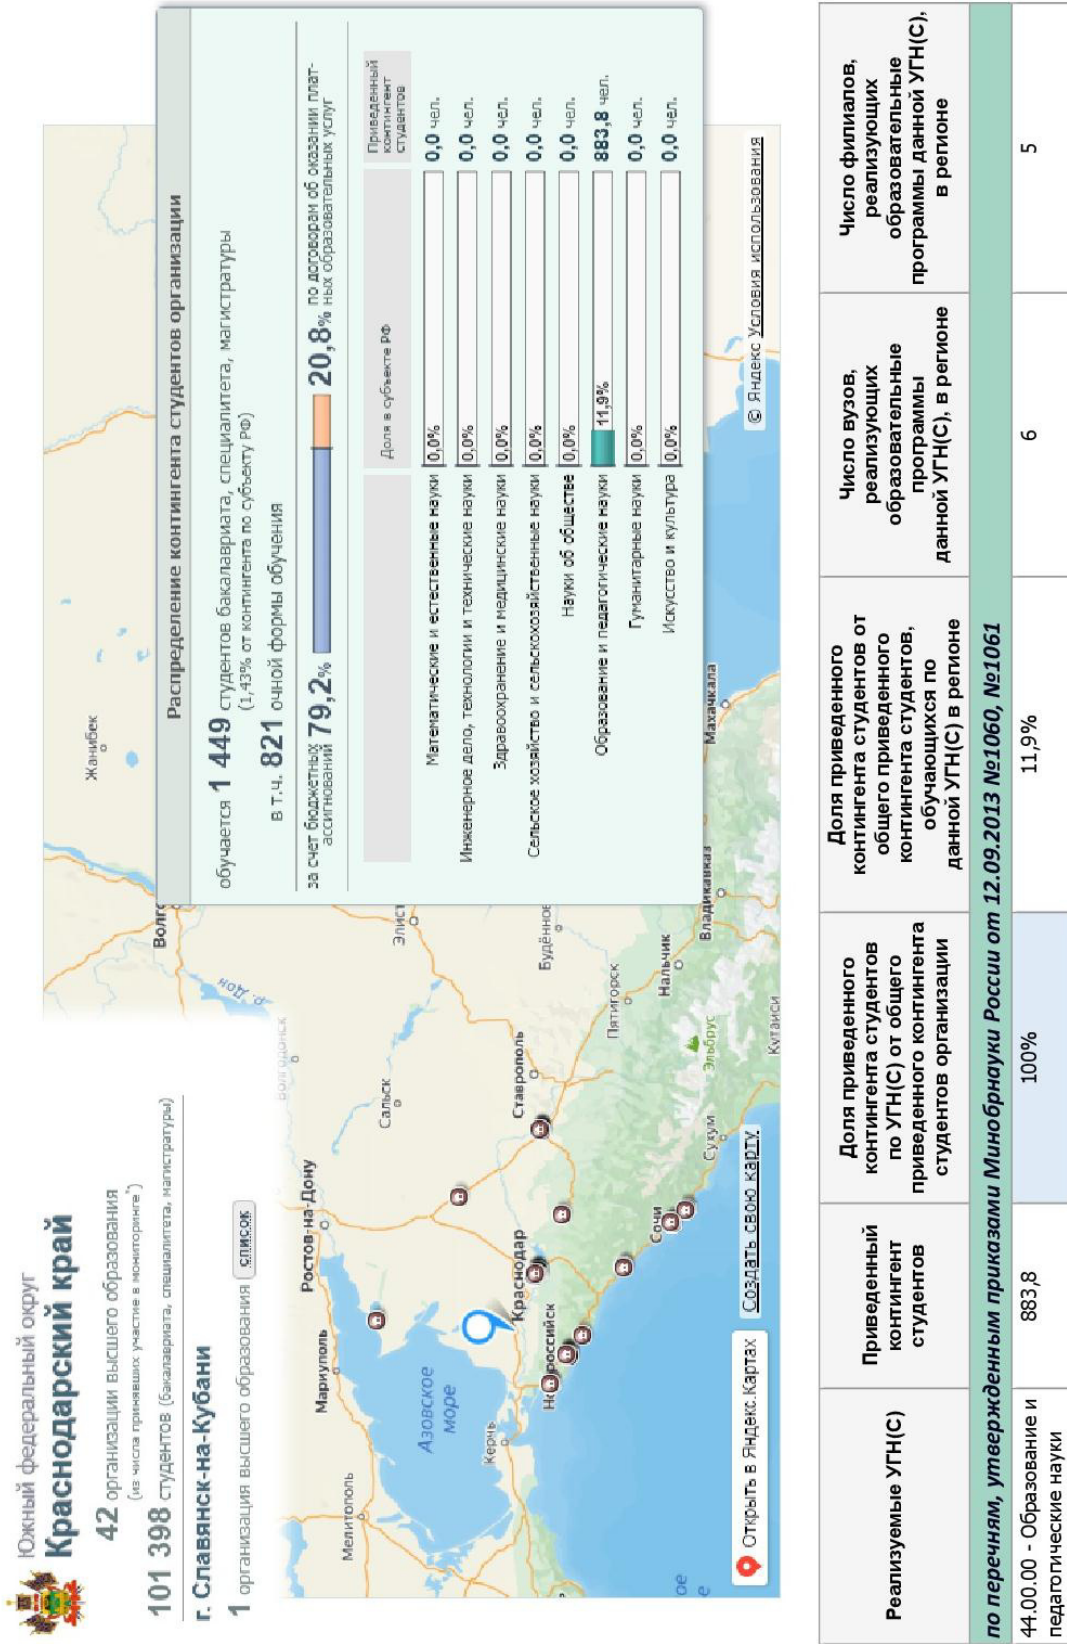 Южный федеральный округ
Краснодарский край
42 организации высшего образования
(из числа принявших участие в мониторинге*)
101 398 студентов (бакалавриата, специалитета, магистратуры)
г. Славянск-на-Кубани
1 организация высшего образования список
Жанибек
Волго
р. Дон
Волгодонск
Элист
Сальск
Ростов-на-Дону
Мариуполь
Мелитополь
Азовское
море
Керчь
Краснодар
Ставрополь
Будённов
Пятигорск
Нальчик
Владикавказ
Махачкала
Эльбрус
Кутаиси
Сухум
Сочи
Но российск
ое
е
Открыть в Яндекс.Картах
Создать свою карту
© Яндекс Условия использования
Распределение контингента студентов организации
обучается 1 449 студентов бакалавриата, специалитета, магистратуры
(1,43% от контингента по субъекту РФ)
в т.ч. 821 очной формы обучения
за счет бюджетных
ассигнований 79,2%
20,8% по договорам об оказании плат-
ных образовательных услуг
Доля в субъекте РФ
Приведенный
контингент
студентов
Математические и естественные науки 0,0% 0,0 чел.
Инженерное дело, технологии и технические науки 0,0% 0,0 чел.
Здравоохранение и медицинские науки 0,0% 0,0 чел.
Сельское хозяйство и сельскохозяйственные науки 0,0% 0,0 чел.
Науки об обществе 0,0% 0,0 чел.
Образование и педагогические науки 11,9% 883,8 чел.
Гуманитарные науки 0,0% 0,0 чел.
Искусство и культура 0,0% 0,0 чел.
Реализуемые УГН(С)
Приведенный
континген
студентов
Доля приведенного
контингента студентов
по УГН(С) от общего
приведенного контингента
студентов организации
Доля приведенного
контингента студентов от
общего приведенного
контингента студентов,
обучающихся по
данной УГН(С) в регионе
Число вузов,
реализующих
образовательные
программы
данной УГН(С), в регионе
Число филиалов,
реализующих
образовательные
программы данной УГН(С),
в регионе
по перечням, утвержденным приказами Минобрнауки России от 12.09.2013 №1060, №1061
44.00.00 - Образование и
педагогические науки
883,8
100%
11,9%
6
5